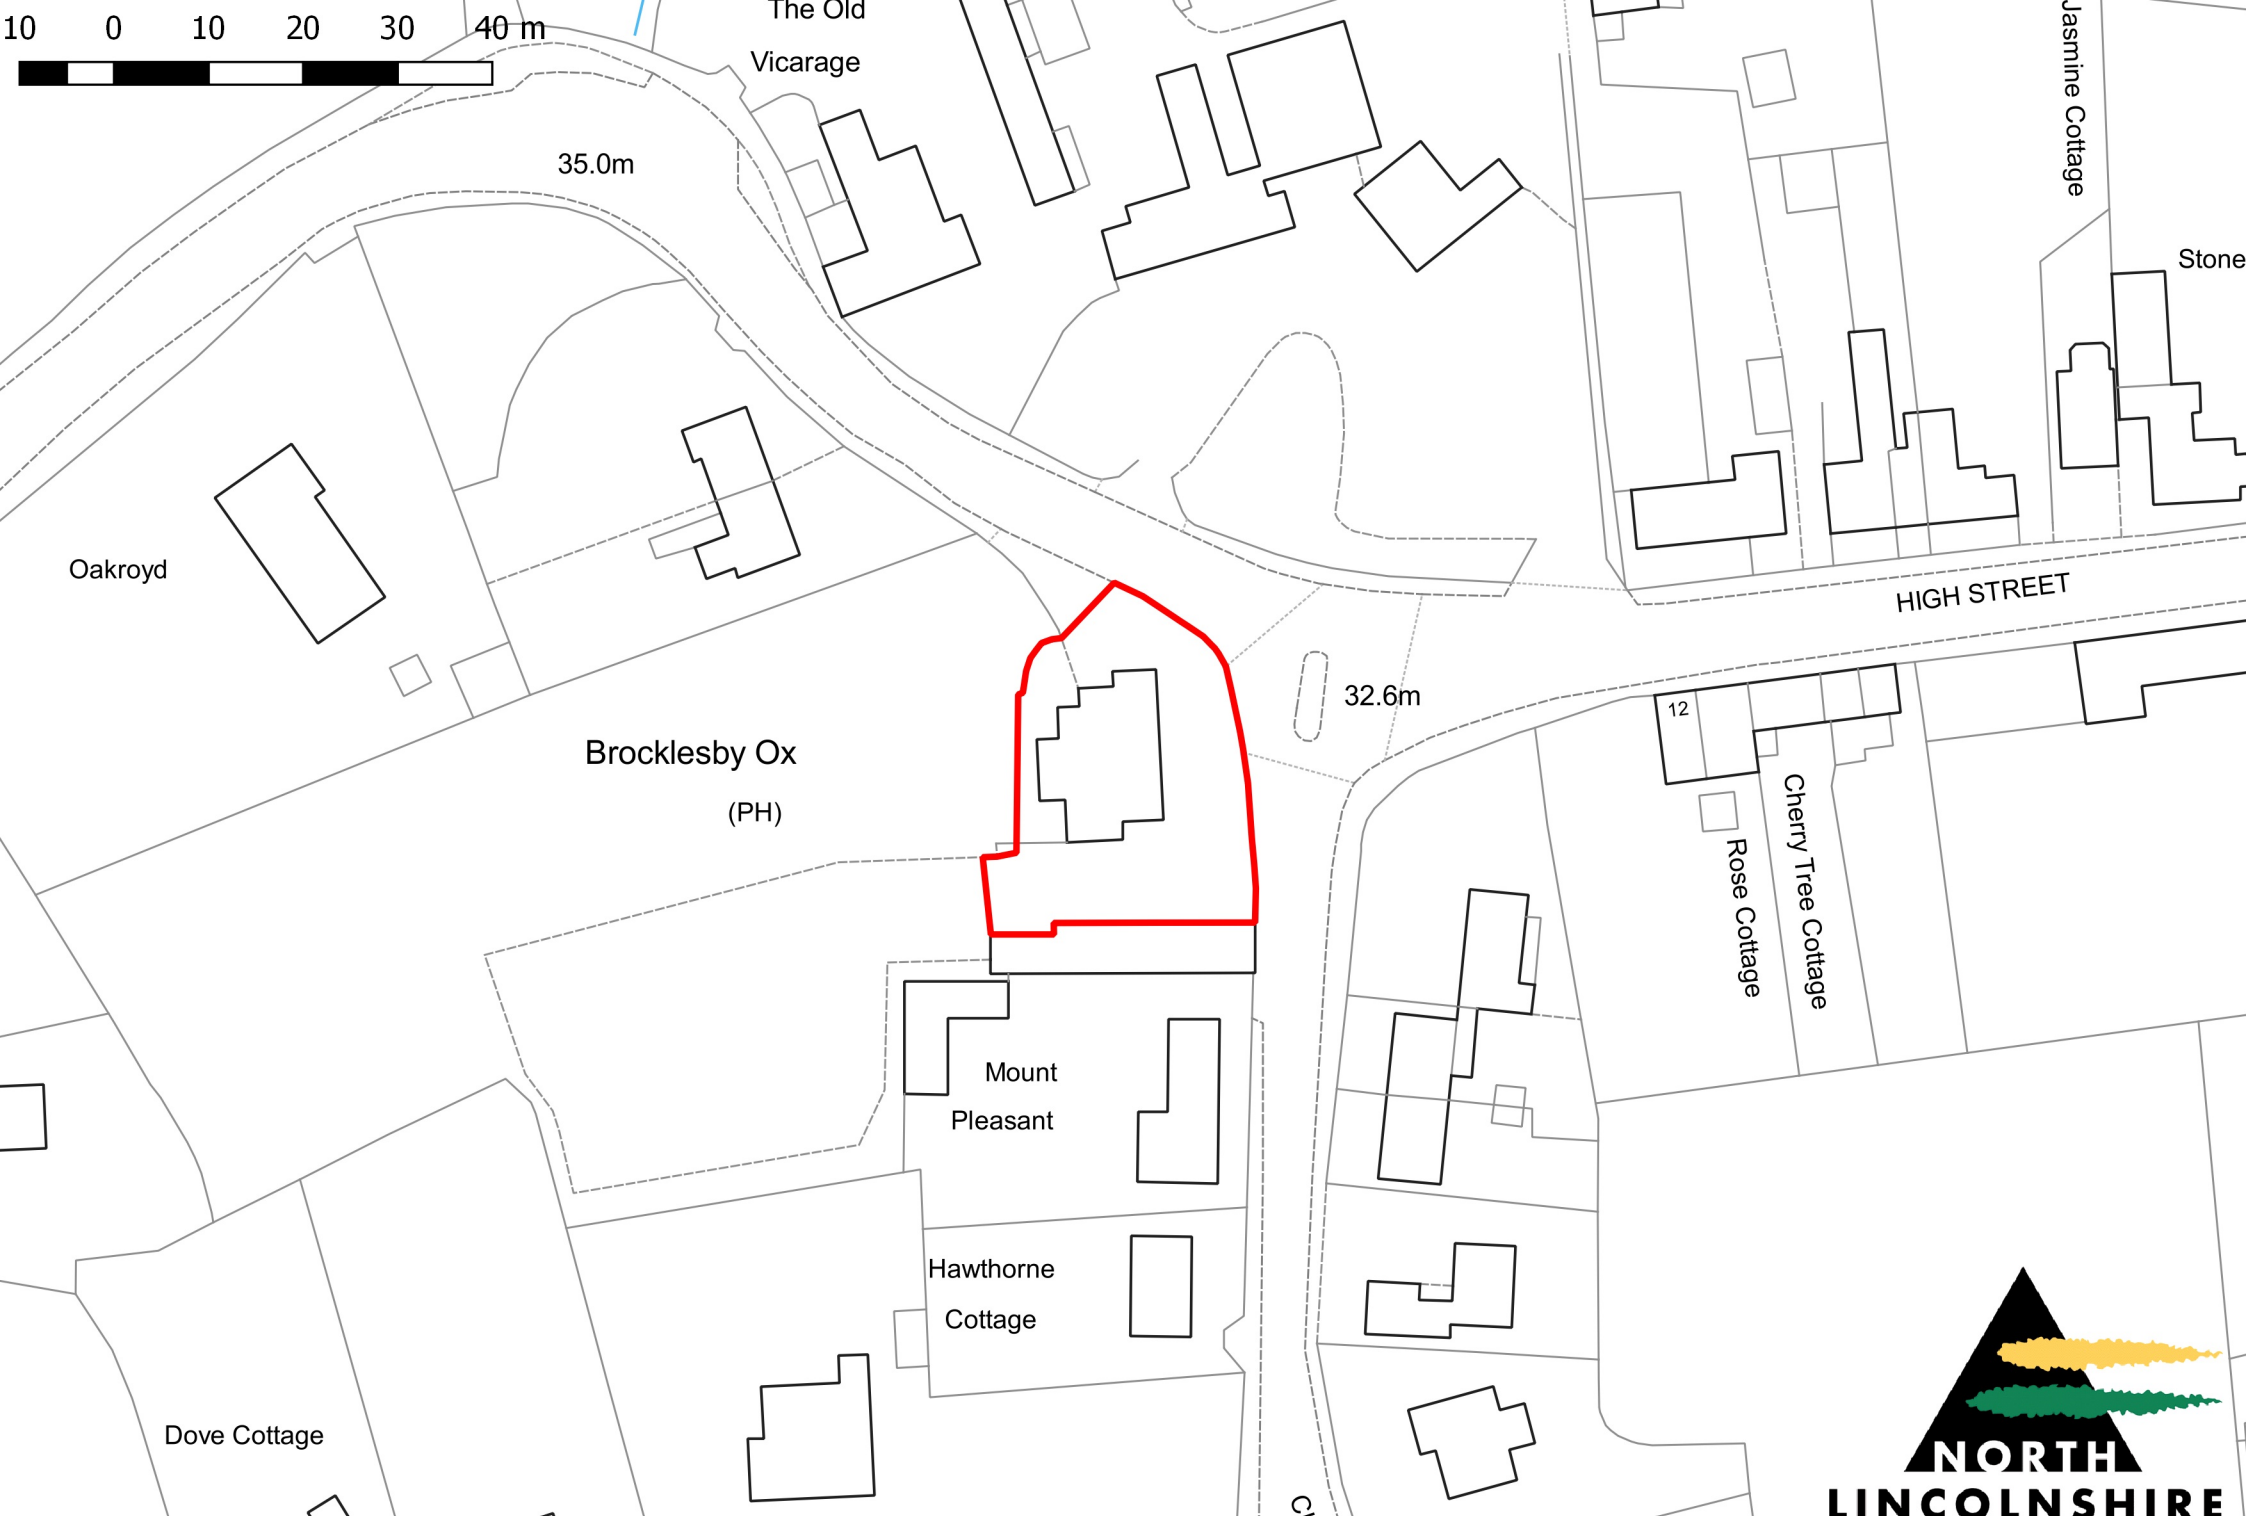 10 0 10 20 30 40 m
The Old
Vicarage
35.0m
Jasmine Cottage
Stone
Oakroyd
HIGH STREET
32.6m
12
Brocklesby Ox
(PH)
Cherry Tree Cottage
Rose Cottage
Mount
Pleasant
Hawthorne
Cottage
Dove Cottage
NORTH
LINCOLNSHIRE